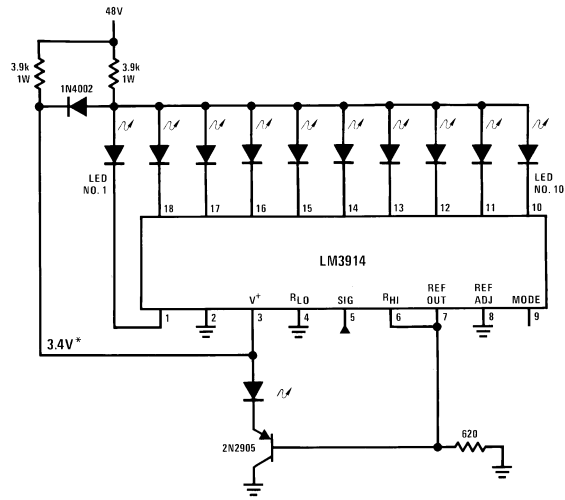 48V
3.9k
1W
3.9k
1W
1N4002
LED
NO. 1
LED
NO. 10
18
17
16
15
14
13
12
11
10
LM3914
V+
RLO
SIG
RHI
REF
OUT
REF
ADJ
MODE
1
2
3
4
5
6
7
8
9
3.4V*
2N2905
620